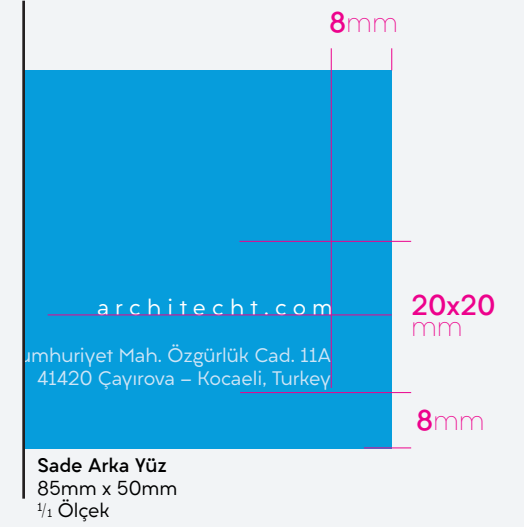 8mm
architecht.com
20x20
mm
umhuriyet Mah. Özgürlük Cad. 11A
41420 Çayırova – Kocaeli, Turkey
8mm
Sade Arka Yüz
85mm x 50mm
1/1 Ölçek